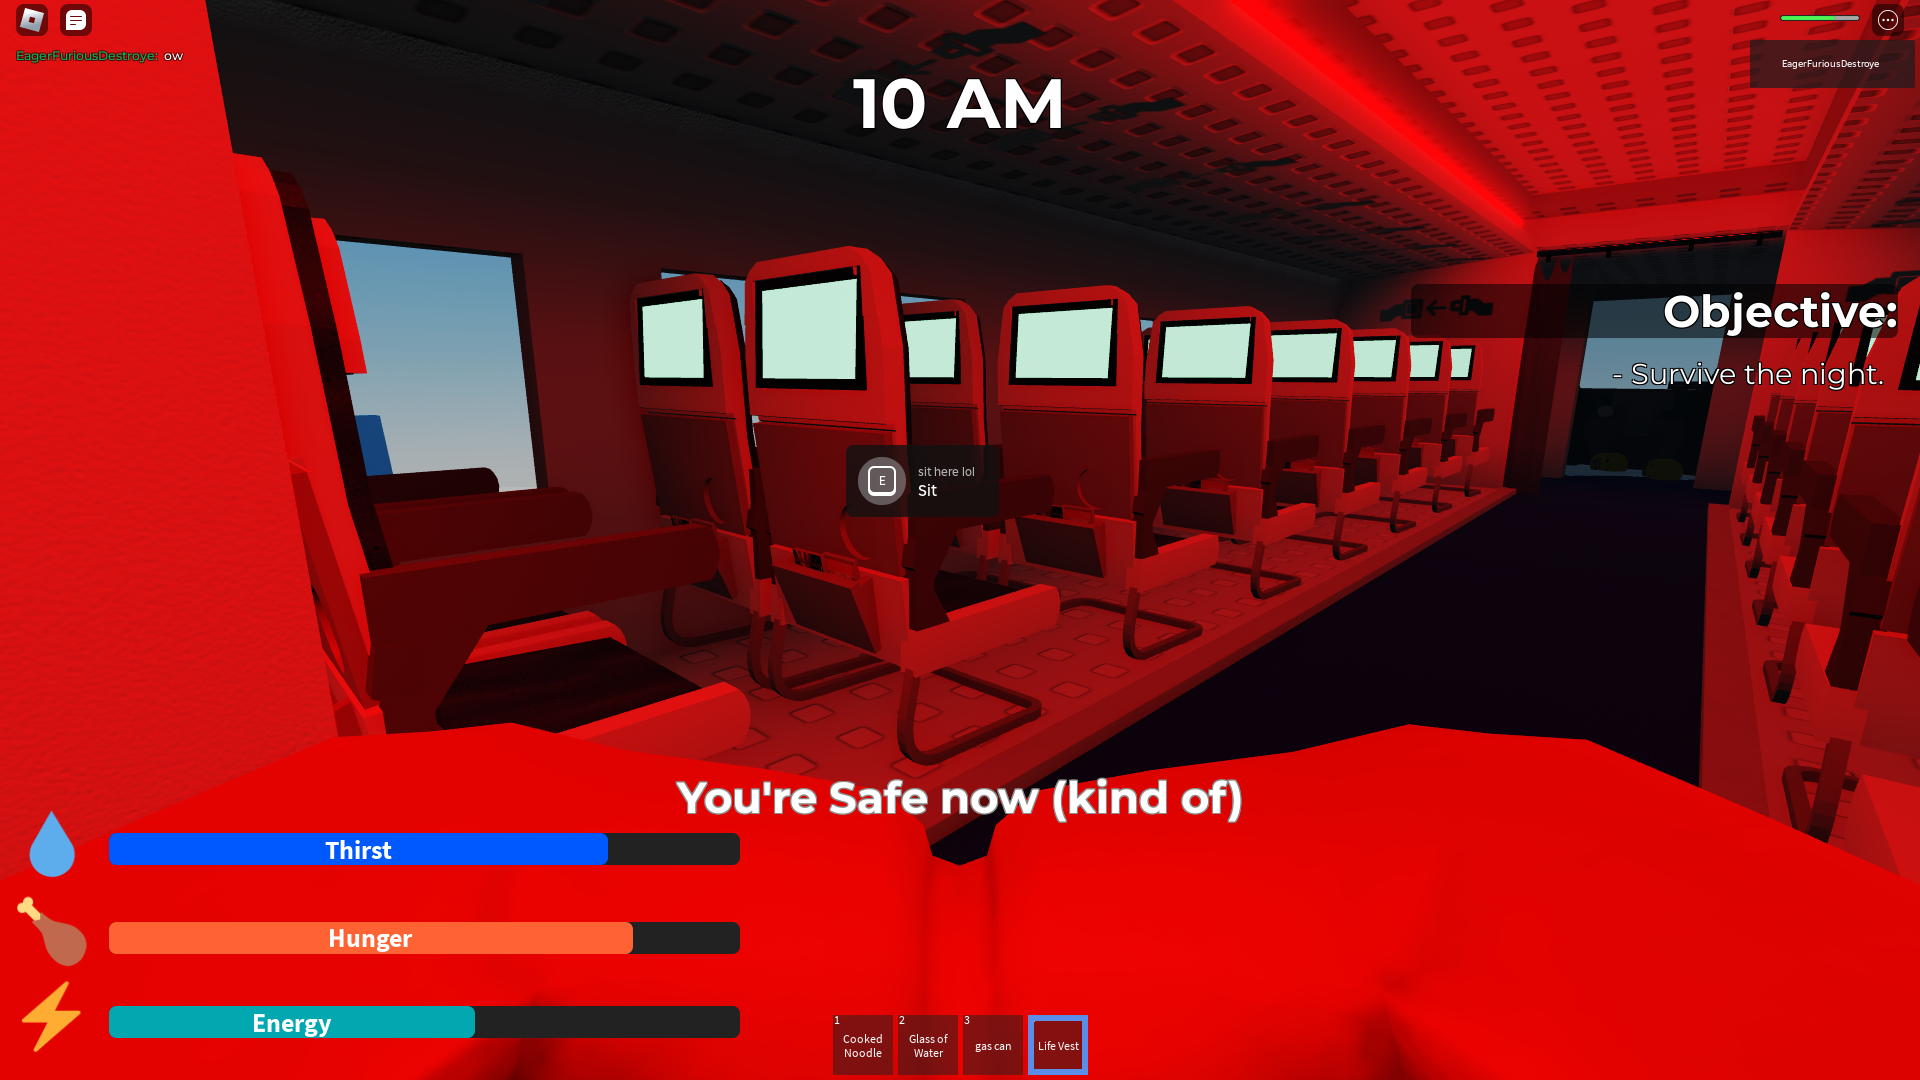 EagerFuriousDestroye: ow
EagerFuriousDestroye
10 AM
Objective:
- Survive the night.
E
sit here lol
Sit
You're Safe now (kind of)
Thirst
Hunger
Energy
1
Cooked
Noodle
2
Glass of
Water
3
gas can
Life Vest